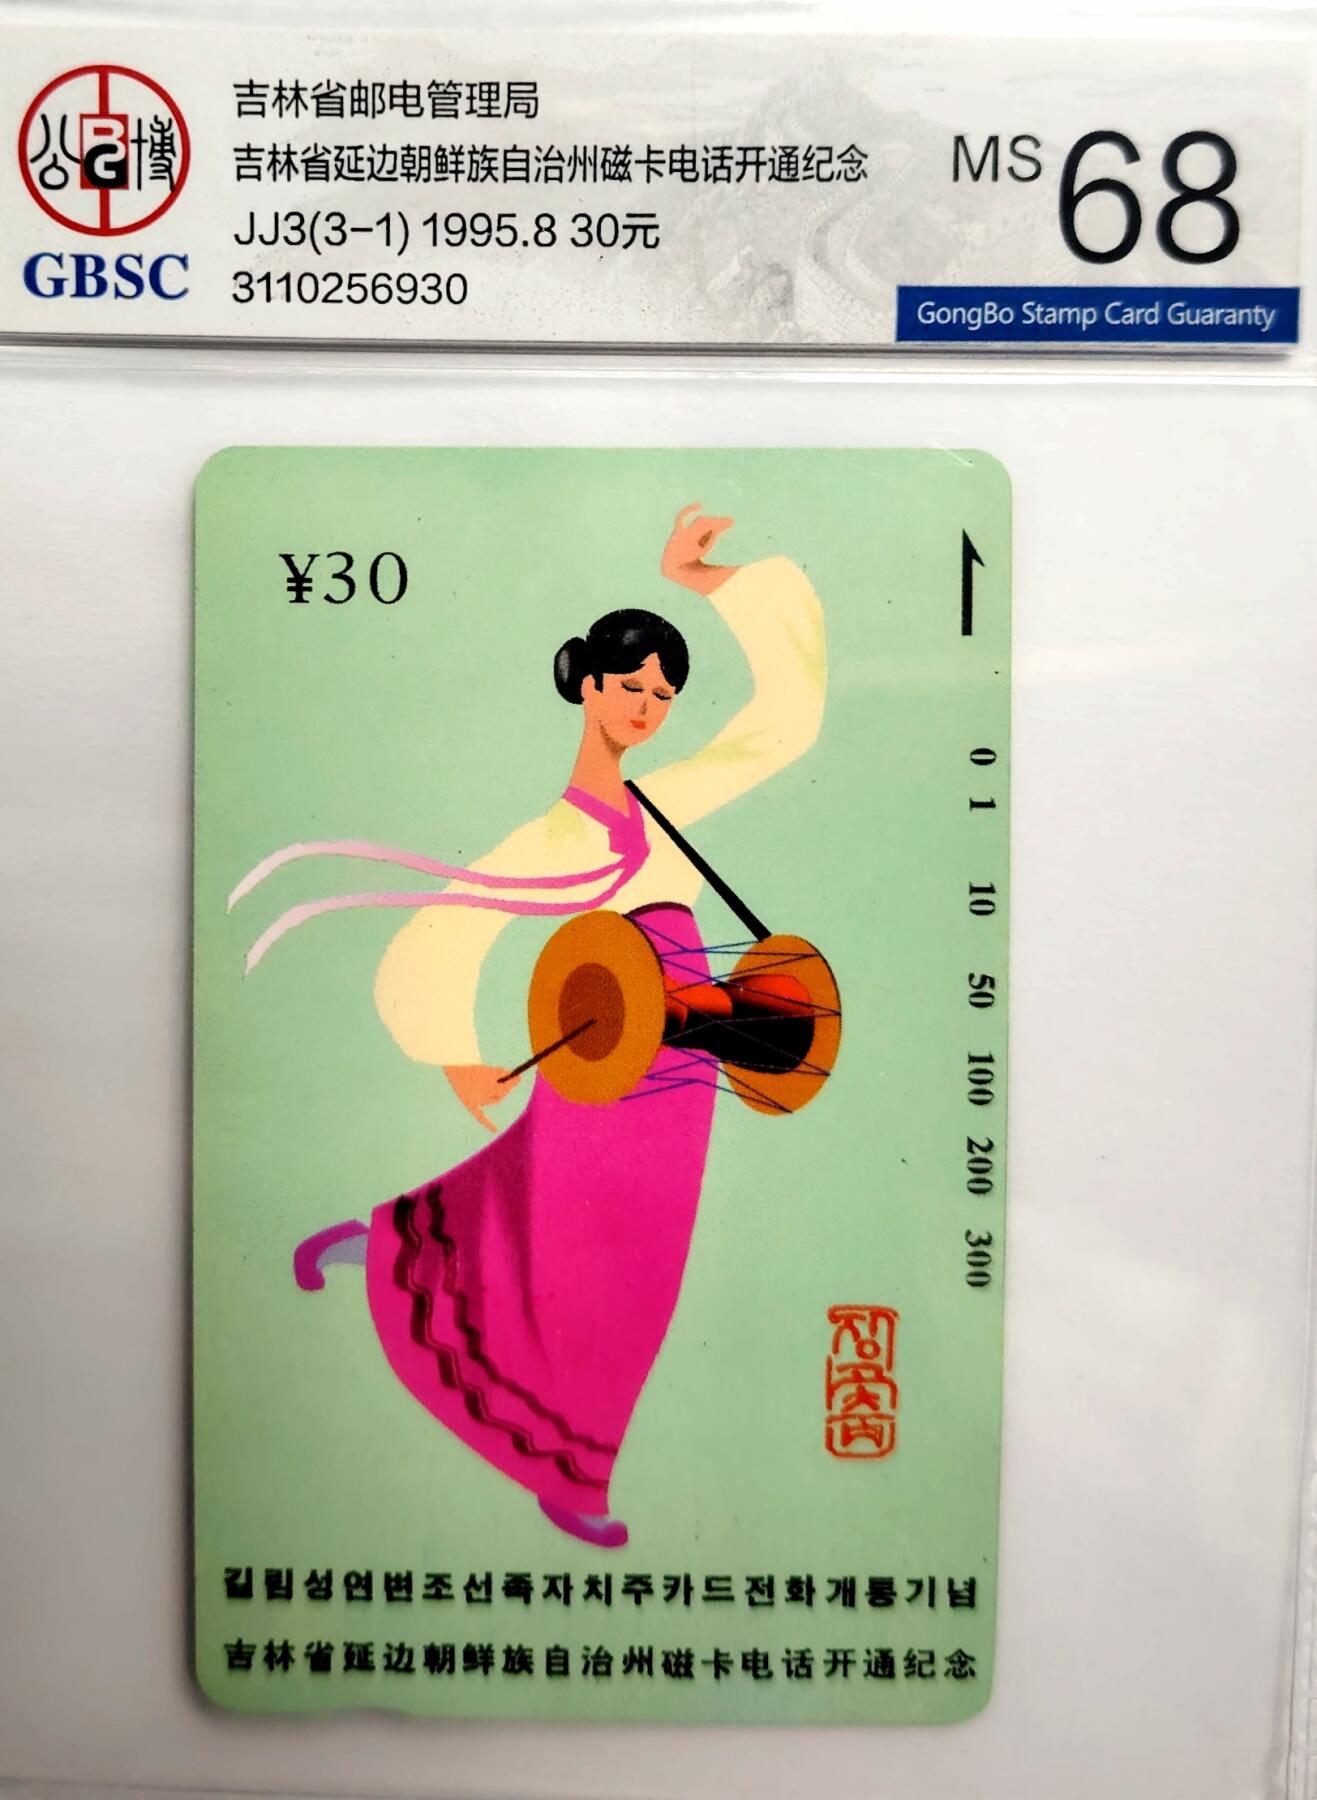 公博
PG
GBSC
吉林省邮电管理局
吉林省延边朝鲜族自治州磁卡电话开通纪念
JJ3(3-1) 1995.8 30元
3110256930
MS 68
GongBo Stamp Card Guaranty
¥30
0 1 10 50 100 200 300
길림성연변조선족자치주카드전화개통기념
吉林省延边朝鲜族自治州磁卡电话开通纪念